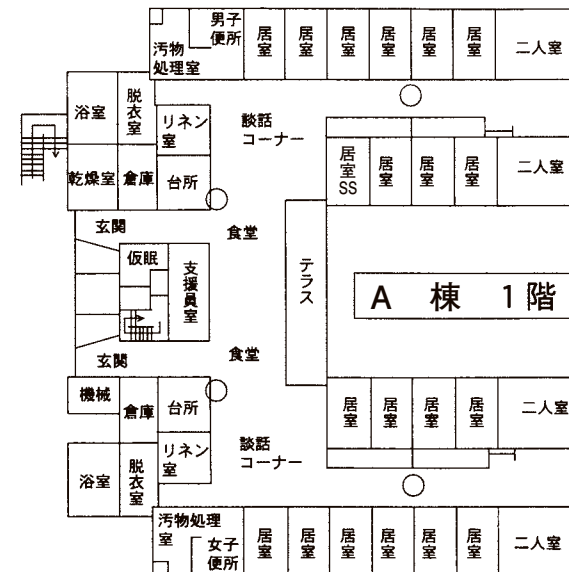 男子
便所
汚物
処理室
居室
居室
居室
居室
居室
居室
二人室
浴室
脱衣室
リネン
室
談話
コーナー
乾燥室
倉庫
台所
居室
SS
居室
居室
居室
二人室
玄関
食堂
仮眠
支援員室
テラス
A 棟 1階
玄関
食堂
機械
倉庫
台所
居室
居室
居室
居室
二人室
浴室
脱衣室
リネン
室
談話
コーナー
汚物処理
室
女子
便所
居室
居室
居室
居室
居室
居室
二人室